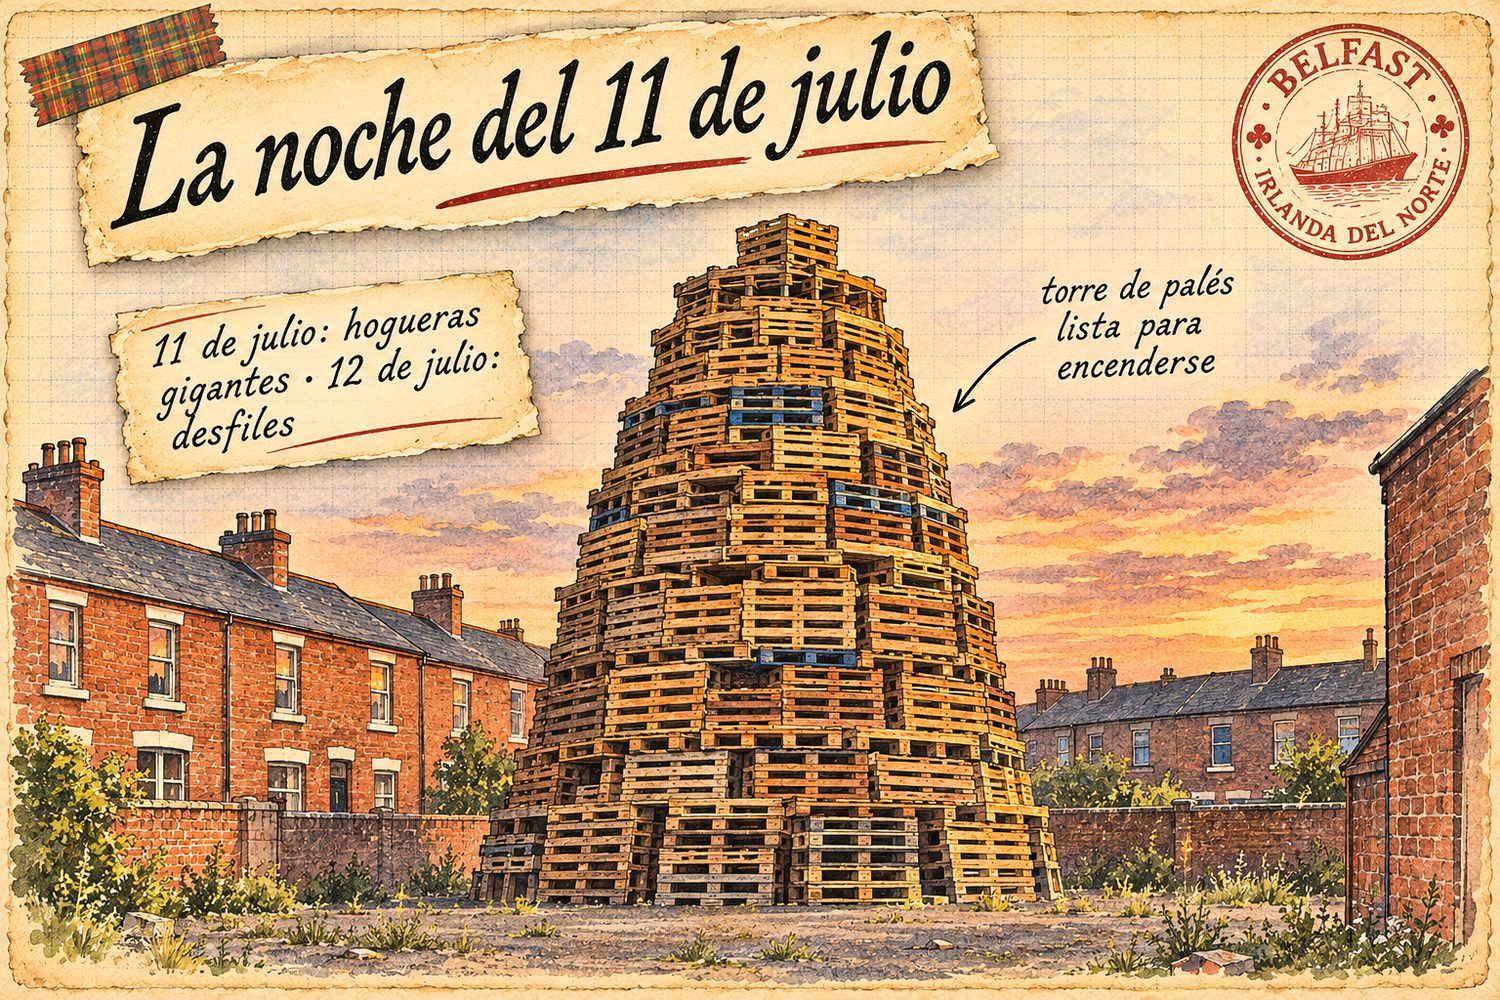 La noche del 11 de julio
BELFAST
IRLANDA DEL NORTE
11 de julio: hogueras
gigantes • 12 de julio:
desfiles
torre de palés
lista para
encenderse